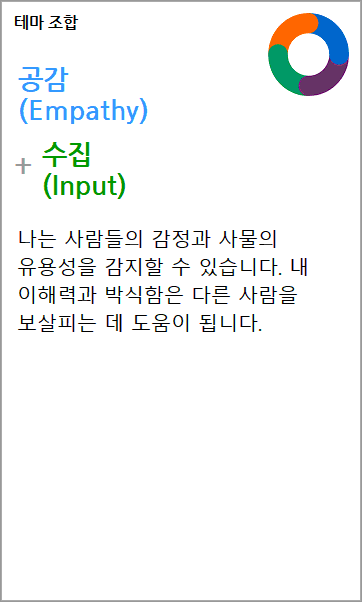 테마 조합
공감
(Empathy)
+ 수집
(Input)
나는 사람들의 감정과 사물의
유용성을 감지할 수 있습니다. 내
이해력과 박식함은 다른 사람을
보살피는 데 도움이 됩니다.